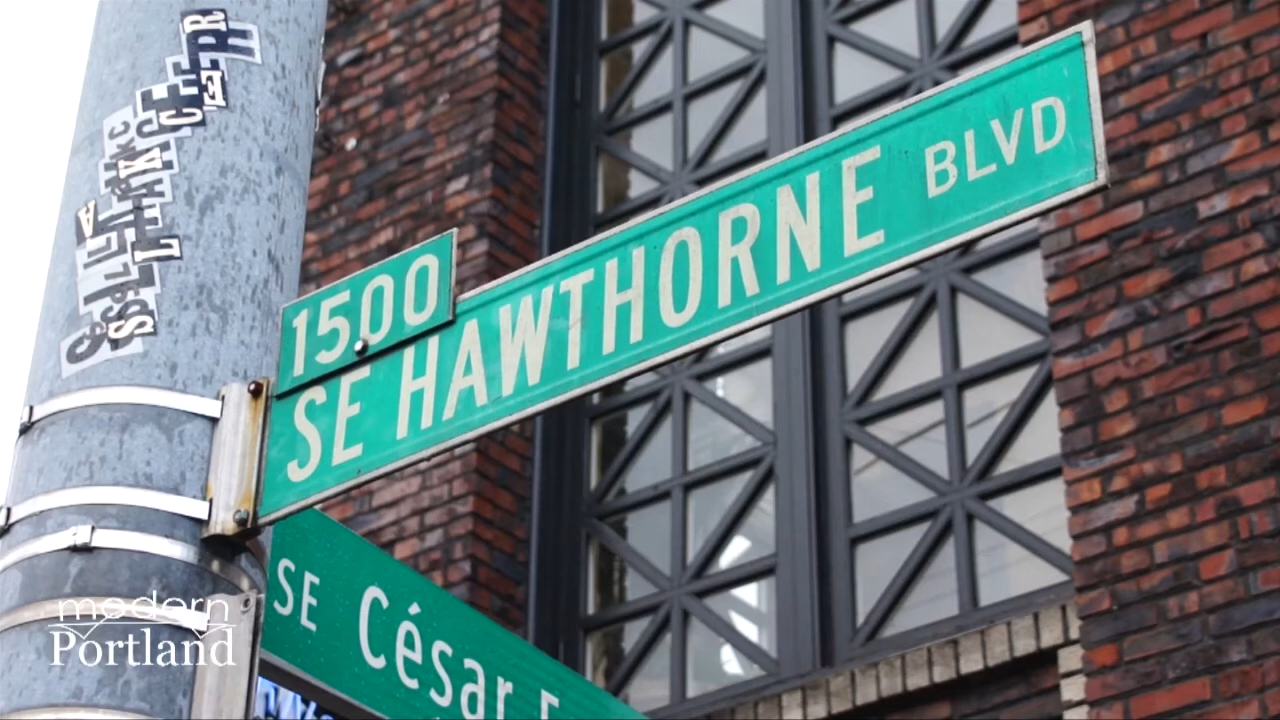 1500
SE HAWTHORNE BLVD
SE César E
modern
Portland